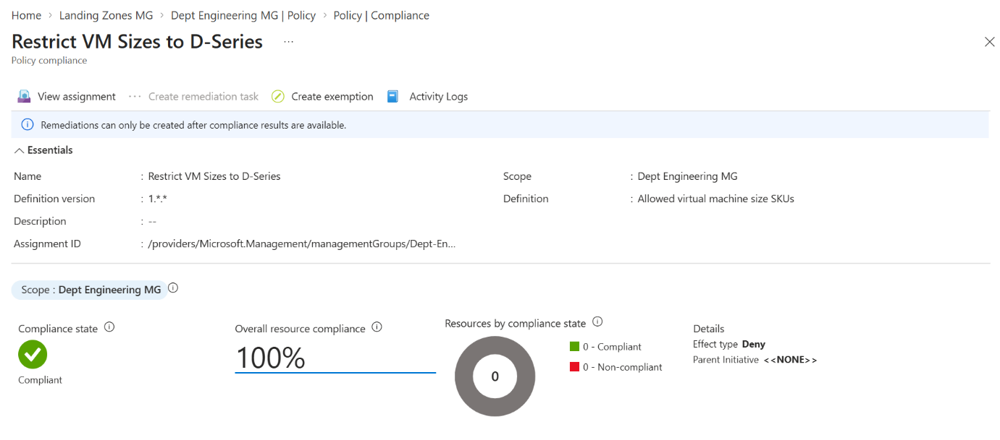 Home > Landing Zones MG > Dept Engineering MG | Policy > Policy | Compliance
Restrict VM Sizes to D-Series ...
Policy compliance
View assignment ... Create remediation task Create exemption Activity Logs
Remediations can only be created after compliance results are available.
Essentials
Name : Restrict VM Sizes to D-Series Scope : Dept Engineering MG
Definition version : 1.*.* Definition : Allowed virtual machine size SKUs
Description : --
Assignment ID : /providers/Microsoft.Management/managementGroups/Dept-En...
Scope : Dept Engineering MG
Compliance state Overall resource compliance Resources by compliance state Details
Compliant 100% 0 0 - Compliant Effect type Deny
0 - Non-compliant Parent Initiative <<NONE>>